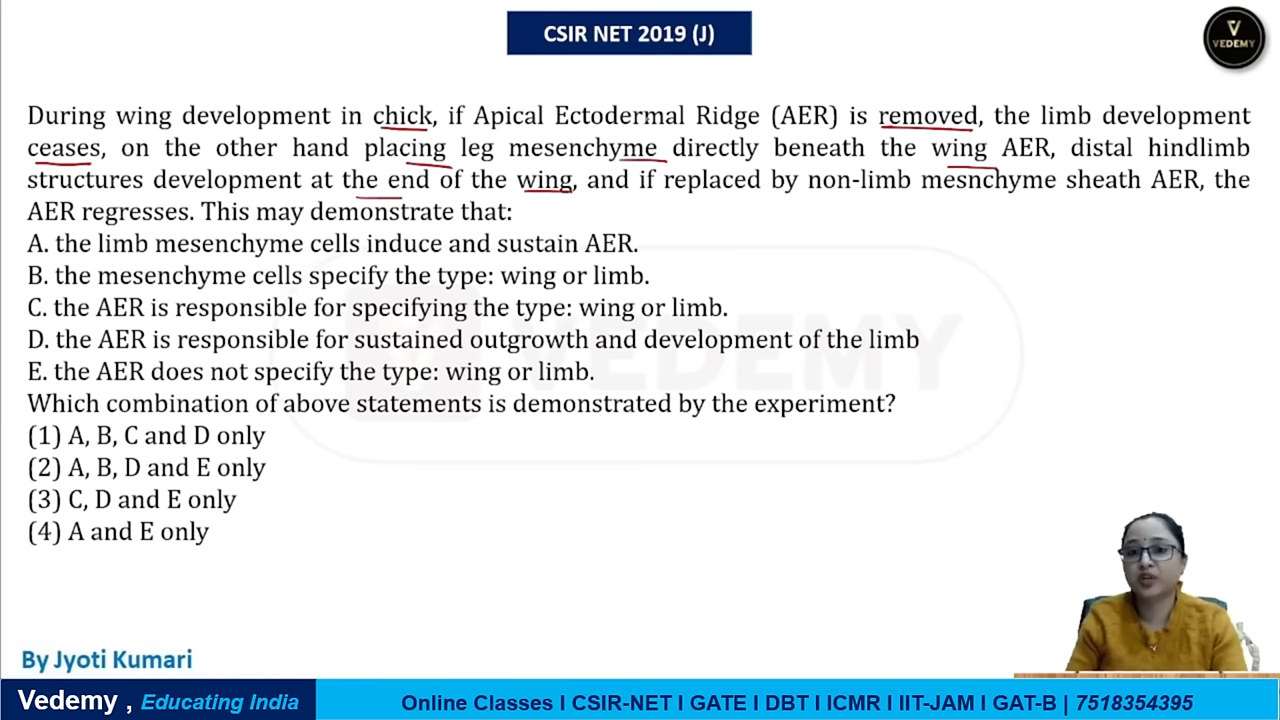 CSIR NET 2019 (J)
VEDEMY
During wing development in chick, if Apical Ectodermal Ridge (AER) is removed, the limb development
ceases, on the other hand placing leg mesenchyme directly beneath the wing AER, distal hindlimb
structures development at the end of the wing, and if replaced by non-limb mesnchyme sheath AER, the
AER regresses. This may demonstrate that:
A. the limb mesenchyme cells induce and sustain AER.
B. the mesenchyme cells specify the type: wing or limb.
C. the AER is responsible for specifying the type: wing or limb.
D. the AER is responsible for sustained outgrowth and development of the limb
E. the AER does not specify the type: wing or limb.
Which combination of above statements is demonstrated by the experiment?
(1) A, B, C and D only
(2) A, B, D and E only
(3) C, D and E only
(4) A and E only
VEDEMY
By Jyoti Kumari
Vedemy , Educating India
Online Classes I CSIR-NET I GATE I DBT I ICMR I IIT-JAM I GAT-B | 7518354395